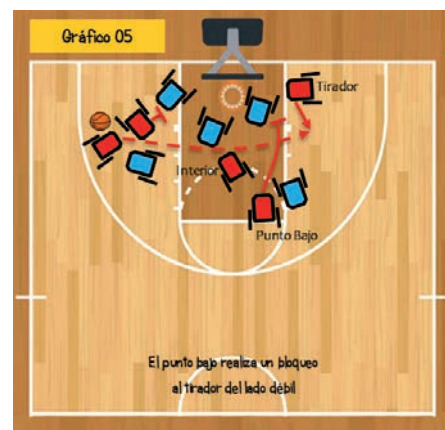 Gráfico 05
Tirador
Interior
Punto Bajo
El punto bajo realiza un bloqueo
al tirador del lado débil